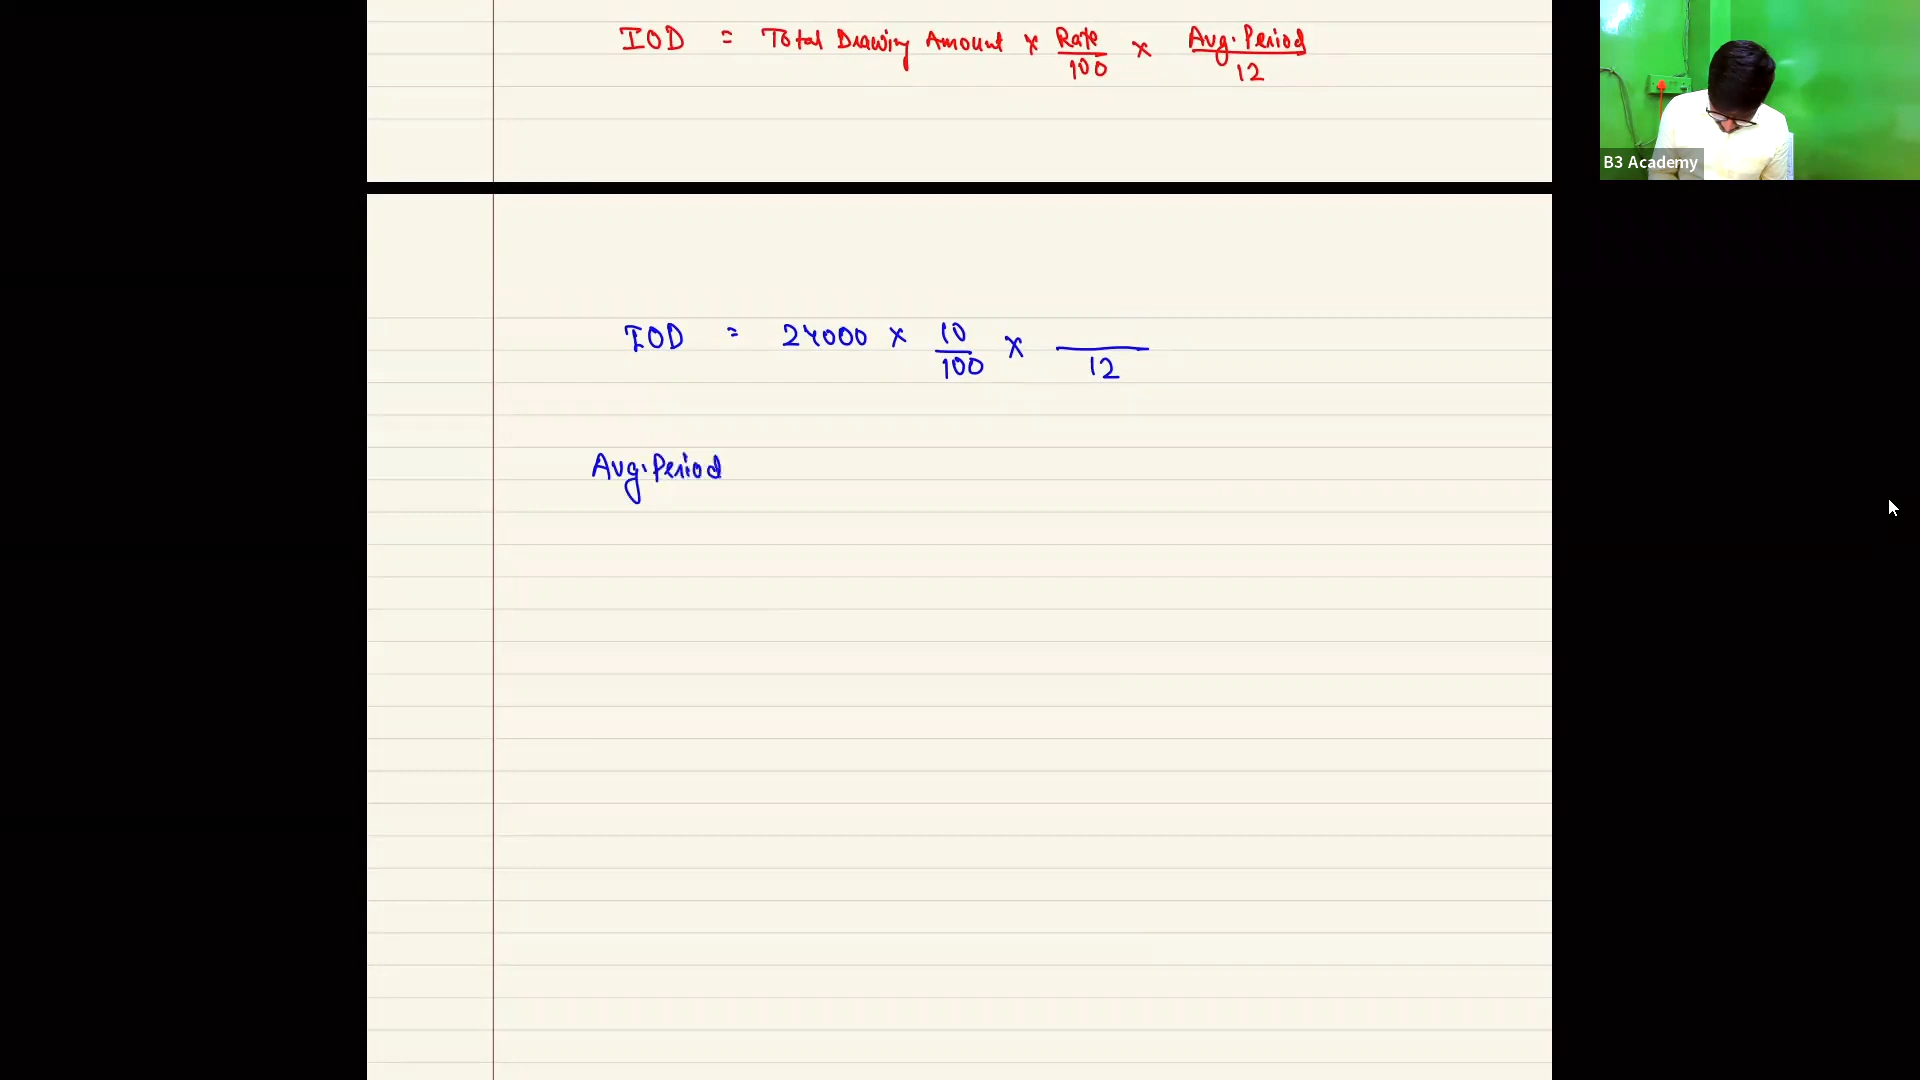 IOD = Total Drawing Amount × Rate/100 × Avg. Period/12
B3 Academy
IOD = 24000 × 10/100 × /12
Avg. Period